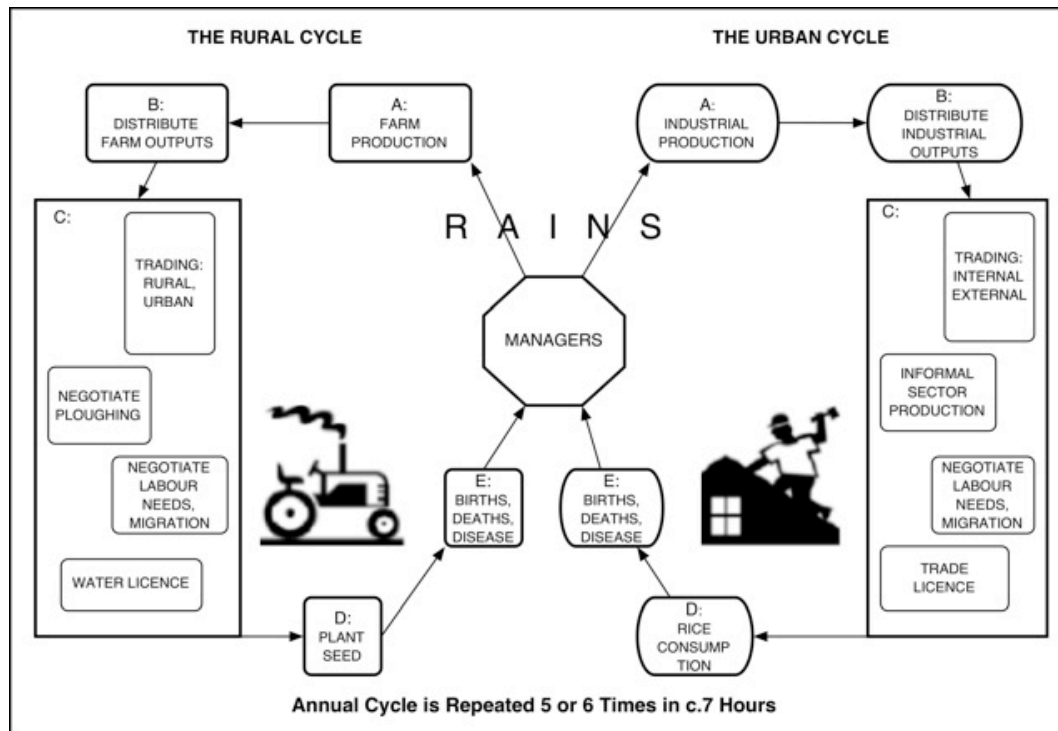 THE RURAL CYCLE
THE URBAN CYCLE
B:
DISTRIBUTE
FARM OUTPUTS
A:
FARM
PRODUCTION
A:
INDUSTRIAL
PRODUCTION
B:
DISTRIBUTE
INDUSTRIAL
OUTPUTS
C:
TRADING:
RURAL,
URBAN
NEGOTIATE
PLOUGHING
NEGOTIATE
LABOUR
NEEDS,
MIGRATION
WATER LICENCE
R A I N S
MANAGERS
C:
TRADING:
INTERNAL
EXTERNAL
INFORMAL
SECTOR
PRODUCTION
NEGOTIATE
LABOUR
NEEDS,
MIGRATION
TRADE
LICENCE
E:
BIRTHS,
DEATHS,
DISEASE
E:
BIRTHS,
DEATHS,
DISEASE
D:
PLANT
SEED
D:
RICE
CONSUMP
TION
Annual Cycle is Repeated 5 or 6 Times in c.7 Hours